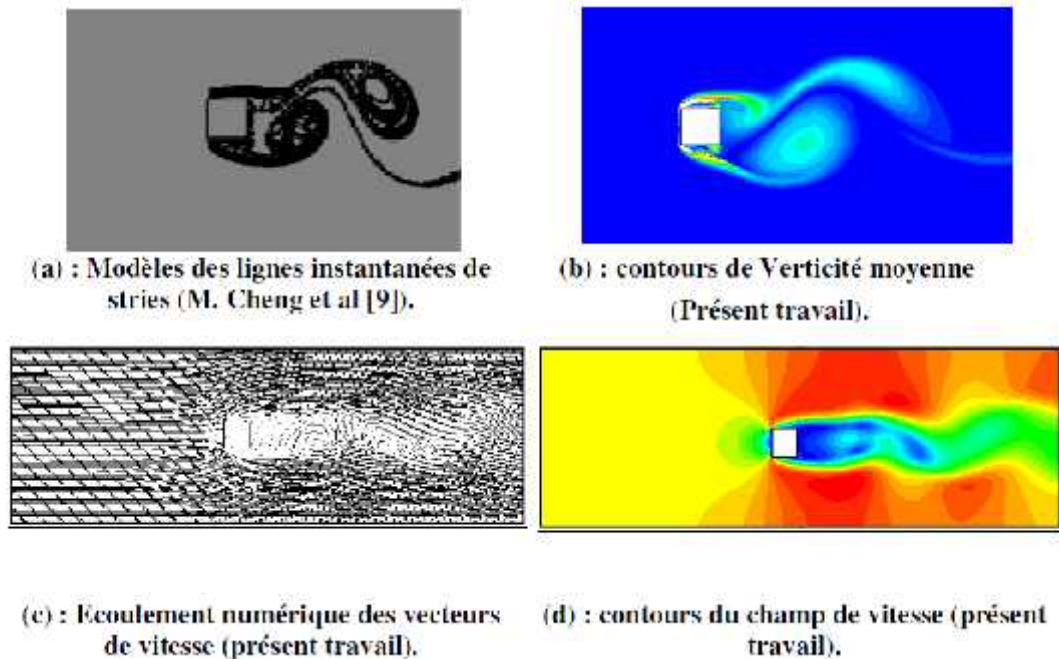 (a) : Modèles des lignes instantanées de
stries (M. Cheng et al [9]).
(b) : contours de Verticité moyenne
(Présent travail).
(c) : Ecoulement numérique des vecteurs
de vitesse (présent travail).
(d) : contours du champ de vitesse (présent
travail).